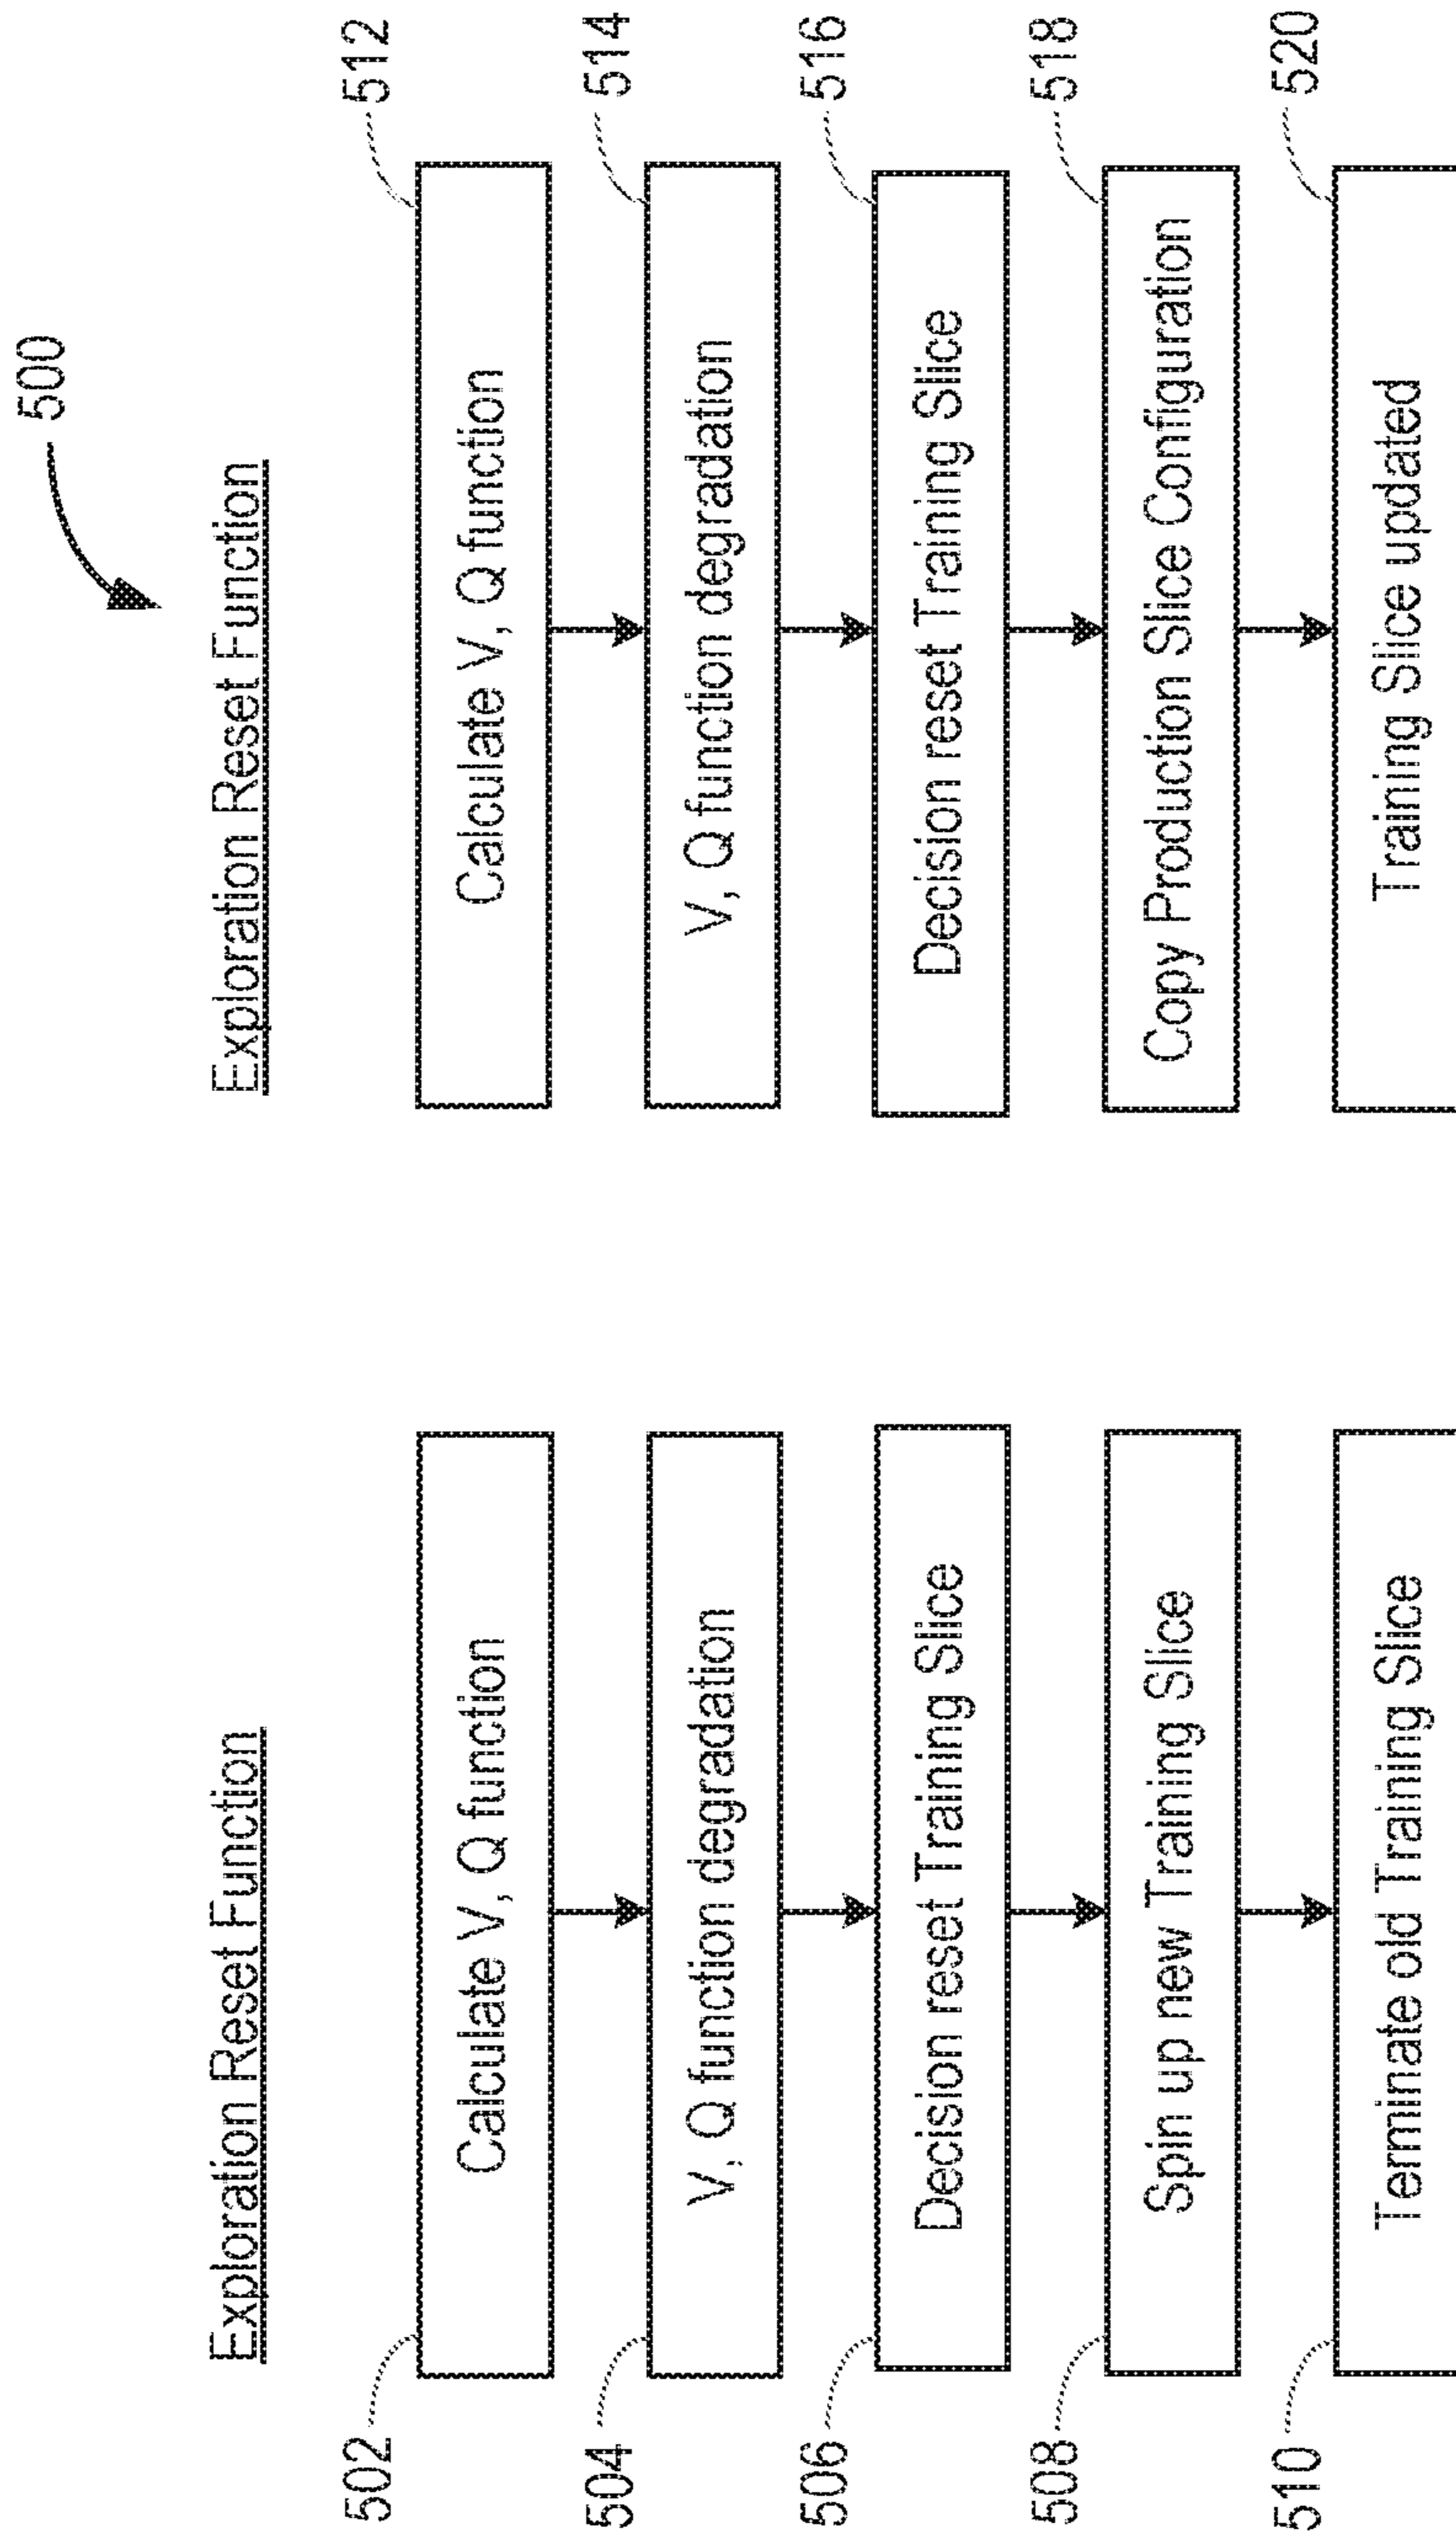 500
Exploration Reset Function
502
Calculate V, Q function
504
V, Q function degradation
506
Decision reset Training Slice
508
Spin up new Training Slice
510
Terminate old Training Slice
Exploration Reset Function
512
Calculate V, Q function
514
V, Q function degradation
516
Decision reset Training Slice
518
Copy Production Slice Configuration
520
Training Slice updated